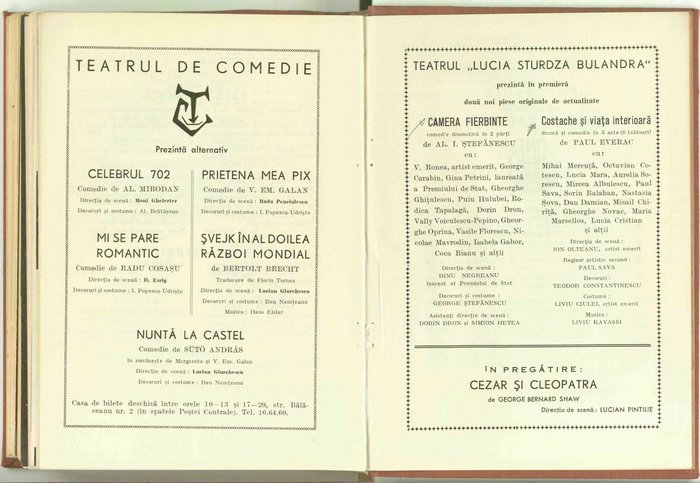 TEATRUL DE COMEDIE
Prezintă alternativ
CELEBRUL 702
Comedie de AL. MIRODAN
Direcția de scenă: Moni Ghelerter
Decoruri și costume: Al. Brătășanu
PRIETENA MEA PIX
Comedie de V. EM. GALAN
Direcția de scenă: Radu Penciulescu
Decoruri și costume: I. Popescu-Udriște
MI SE PARE
ROMANTIC
Comedie de RADU COSAȘU
Direcția de scenă: D. Esrig
Decoruri și costume: I. Popescu-Udriște
ȘVEJK ÎN AL DOILEA
RĂZBOI MONDIAL
de BERTOLT BRECHT
Traducere de Florin Tornea
Direcția de scenă: Lucian Giurchescu
Decoruri și costume: Dan Nemțeanu
Muzica: Hans Eisler
NUNTĂ LA CASTEL
Comedie de SÜTÖ ANDRÁS
În romînește de Margareta și V. Em. Galan
Direcția de scenă: Lucian Giurchescu
Decoruri și costume: Dan Nemțeanu
Casa de bilete deschisă între orele 10—13 și 17—20, str. Bălă-
ceanu nr. 2 (în spatele Poștei Centrale). Tel. 16.64.60.
TEATRUL „LUCIA STURDZA BULANDRA"
prezintă în premieră
două noi piese originale de actualitate
CAMERA FIERBINTE
comedie dramatică în 2 părți
de AL. I. ȘTEFĂNESCU
cu:
V. Ronea, artist emerit, George
Carabin, Gina Petrini, laureată
a Premiului de Stat, Gheorghe
Ghițulescu, Puiu Hulubei, Ro-
dica Tapalagă, Dorin Dron,
Vally Voiculescu-Pepino, Gheor-
ghe Oprina, Vasile Florescu, Ni-
colae Mavrodin, Isabela Gabor,
Coca Bianu și alții
Direcția de scenă:
DINU NEGREANU
laureat al Premiului de Stat
Decoruri și costume:
GEORGE ȘTEFĂNESCU
Asistenți direcție de scenă:
DORIN DRON și SIMION HETEA
Costache și viața interioară
dramă și comedie în 3 acte (6 tablouri)
de PAUL EVERAC
cu:
Mihai Merență, Octavian Co-
tescu, Lucia Mara, Aurelia So-
rescu, Mircea Albulescu, Paul
Sava, Sorin Balaban, Nastasia
Șova, Dan Damian, Misail Chi-
riță, Gheorghe Novac, Maria
Marsellos, Lucia Cristian
și alții
Direcția de scenă:
ION OLTEANU, artist emerit
Regizor artistic secund:
PAUL SAVA
Decoruri:
TEODOR CONSTANTINESCU
Costume:
LIVIU CIULEI, artist emerit
Muzica:
LIVIU KAVASSI
ÎN PREGĂTIRE:
CEZAR ȘI CLEOPATRA
de GEORGE BERNARD SHAW
Direcția de scenă: LUCIAN PINTILIE